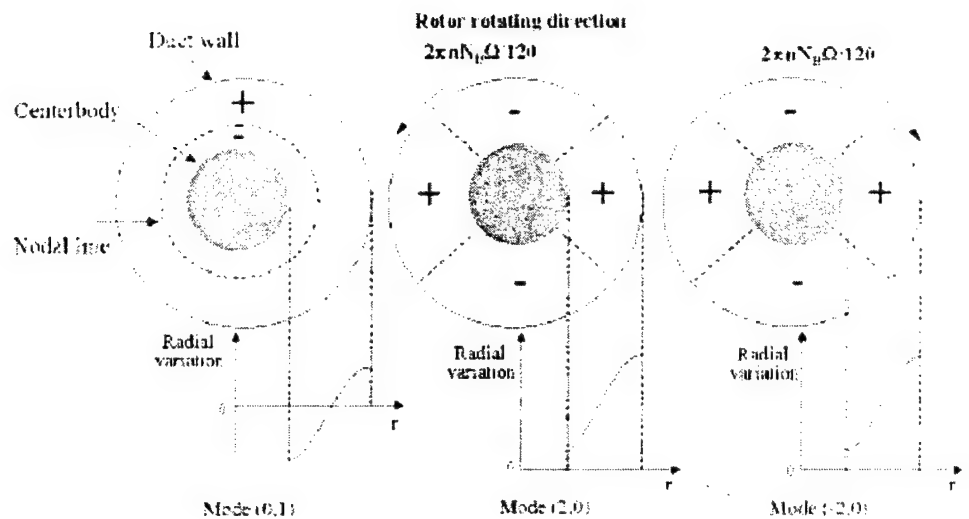 Rotor rotating direction
Duct wall
2πnN_BΩ·120
2πnN_BΩ·120
Centerbody
+
-
-
-
+
+
+
+
Nodal line
-
-
Radial
variation
Radial
variation
Radial
variation
0
r
0
r
0
r
Mode (0,1)
Mode (2,0)
Mode (-2,0)